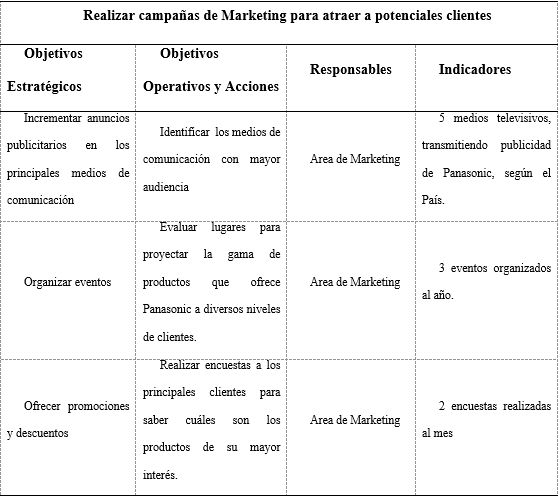 Realizar campañas de Marketing para atraer a potenciales clientes
Objetivos
Estratégicos
Objetivos
Operativos y Acciones
Responsables
Indicadores
Incrementar anuncios
publicitarios en los
principales medios de
comunicación
Identificar los medios de
comunicación con mayor
audiencia
Area de Marketing
5 medios televisivos,
transmitiendo publicidad
de Panasonic, según el
País.
Organizar eventos
Evaluar lugares para
proyectar la gama de
productos que ofrece
Panasonic a diversos niveles
de clientes.
Area de Marketing
3 eventos organizados
al año.
Ofrecer promociones
y descuentos
Realizar encuestas a los
principales clientes para
saber cuáles son los
productos de su mayor
interés.
Area de Marketing
2 encuestas realizadas
al mes